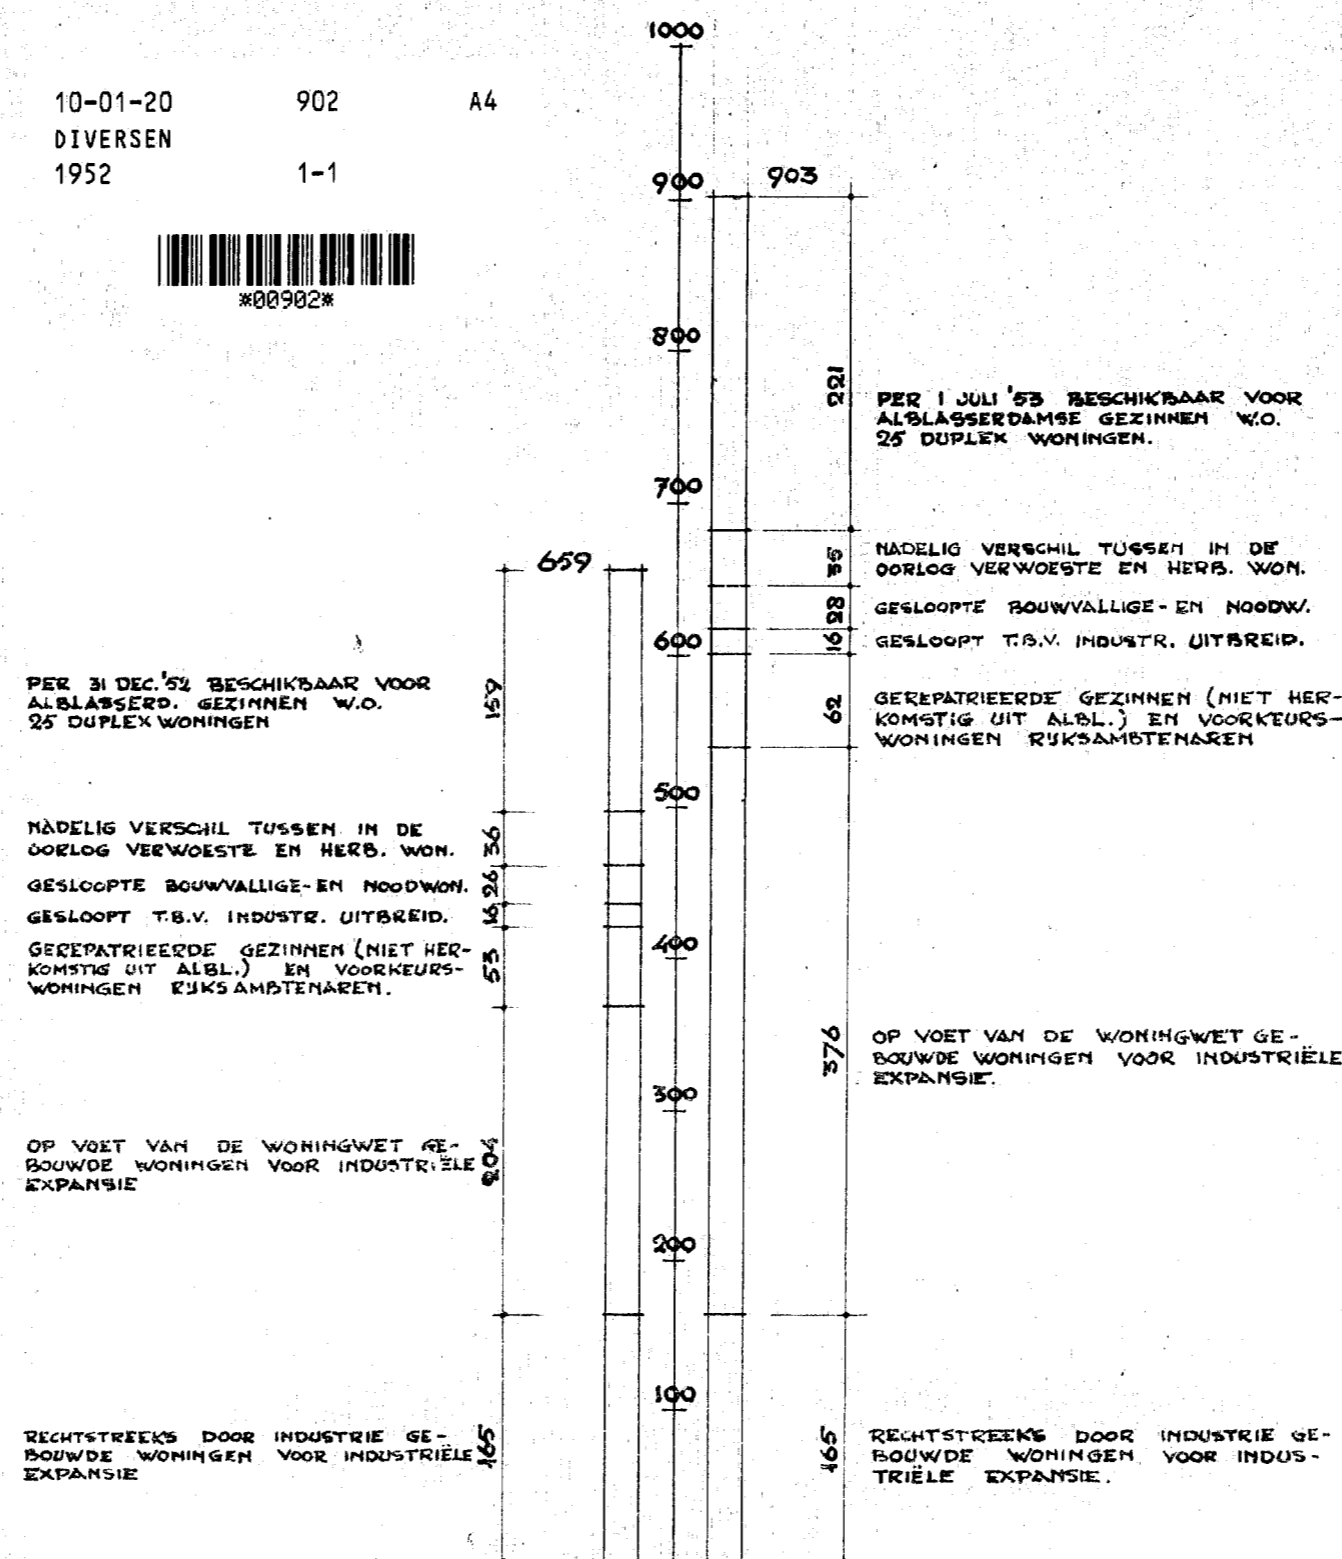 10-01-20 902 A4
DIVERSEN
1952 1-1
*00902*
1000
900
800
700
600
500
400
300
200
100
659
PER 31 DEC. '52 BESCHIKBAAR VOOR
ALBLASSERD. GEZINNEN W.O.
25 DUPLEX WONINGEN
159
NADELIG VERSCHIL TUSSEN IN DE
OORLOG VERWOESTE EN HERB. WON.
36
GESLOOPTE BOUWVALLIGE- EN NOODWON.
26
GESLOOPT T.B.V. INDUSTR. UITBREID.
16
GEREPATRIEERDE GEZINNEN (NIET HER-
KOMSTIG UIT ALBL.) EN VOORKEURS-
WONINGEN RIJKSAMBTENAREN.
53
OP VOET VAN DE WONINGWET GE-
BOUWDE WONINGEN VOOR INDUSTRIËLE
EXPANSIE
204
RECHTSTREEKS DOOR INDUSTRIE GE-
BOUWDE WONINGEN VOOR INDUSTRIËLE
EXPANSIE
165
903
221
PER 1 JULI '53 BESCHIKBAAR VOOR
ALBLASSERDAMSE GEZINNEN W.O.
25 DUPLEX WONINGEN.
35
NADELIG VERSCHIL TUSSEN IN DE
OORLOG VERWOESTE EN HERB. WON.
28
GESLOOPTE BOUWVALLIGE- EN NOODW.
16
GESLOOPT T.B.V. INDUSTR. UITBREID.
62
GEREPATRIEERDE GEZINNEN (NIET HER-
KOMSTIG UIT ALBL.) EN VOORKEURS-
WONINGEN RIJKSAMBTENAREN
376
OP VOET VAN DE WONINGWET GE-
BOUWDE WONINGEN VOOR INDUSTRIËLE
EXPANSIE.
165
RECHTSTREEKS DOOR INDUSTRIE GE-
BOUWDE WONINGEN VOOR INDUS-
TRIËLE EXPANSIE.